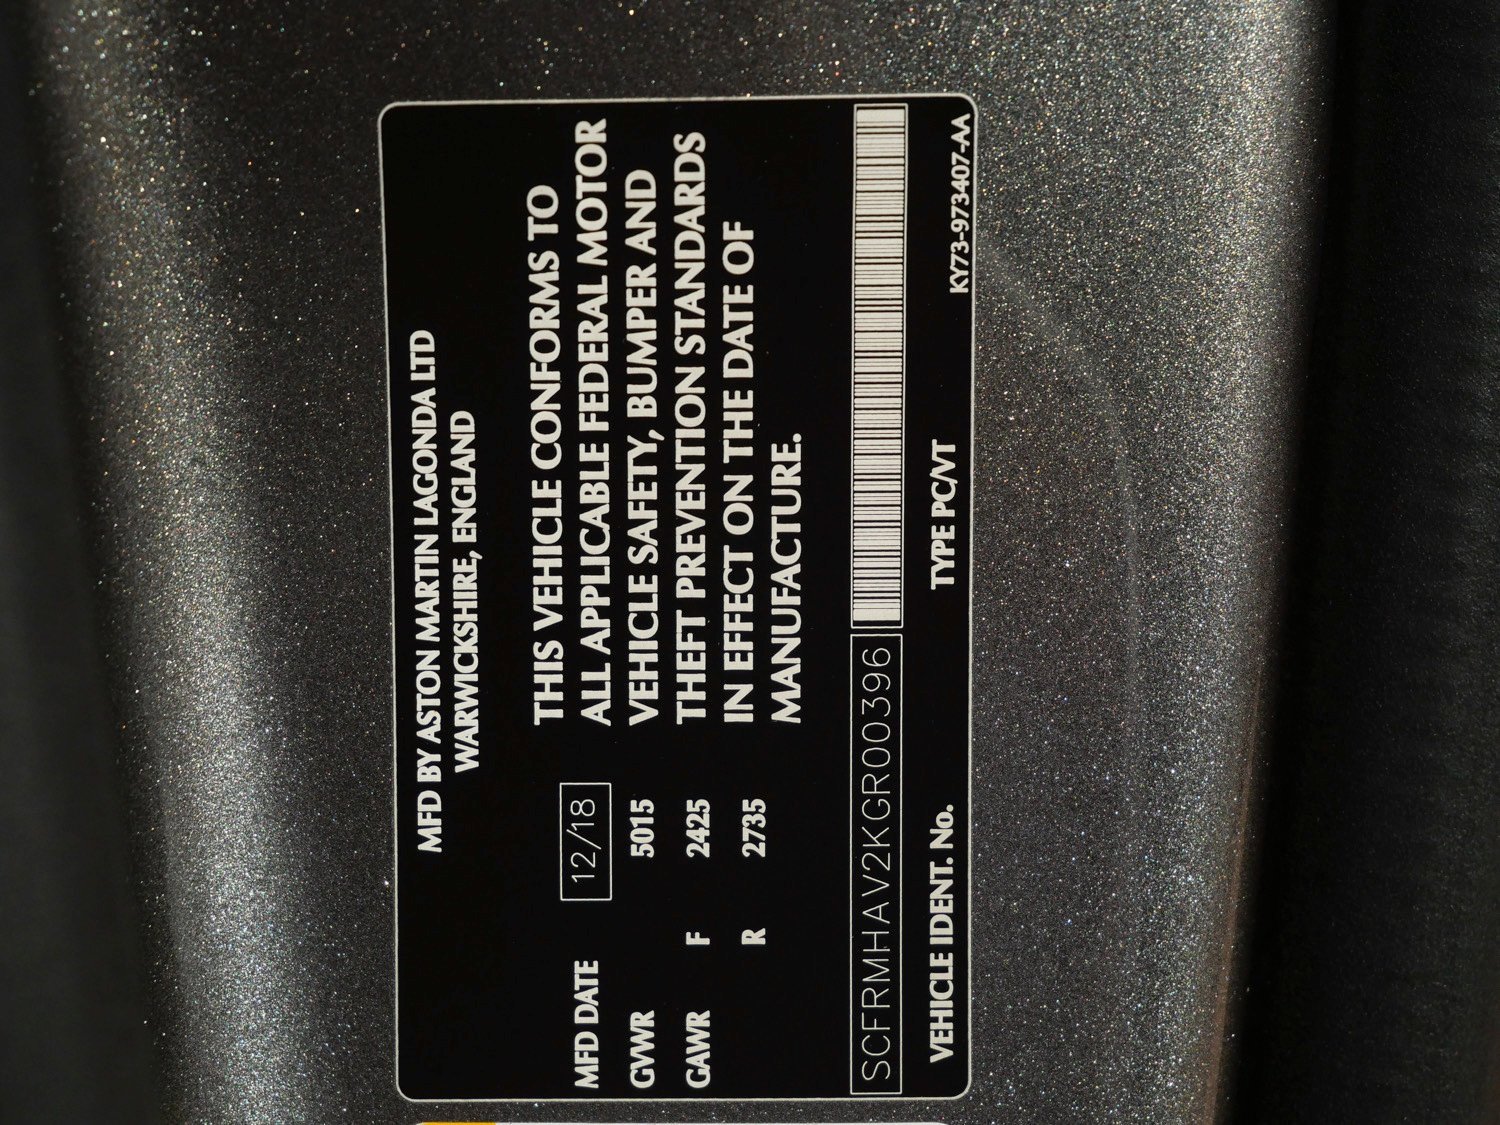 MFD BY ASTON MARTIN LAGONDA LTD
WARWICKSHIRE, ENGLAND
MFD DATE 12/18
GVWR 5015
GAWR F 2425
R 2735
THIS VEHICLE CONFORMS TO
ALL APPLICABLE FEDERAL MOTOR
VEHICLE SAFETY, BUMPER AND
THEFT PREVENTION STANDARDS
IN EFFECT ON THE DATE OF
MANUFACTURE.
SCFRMHAV2KGR00396
VEHICLE IDENT. No. TYPE PC/VT
KY73-973407-AA